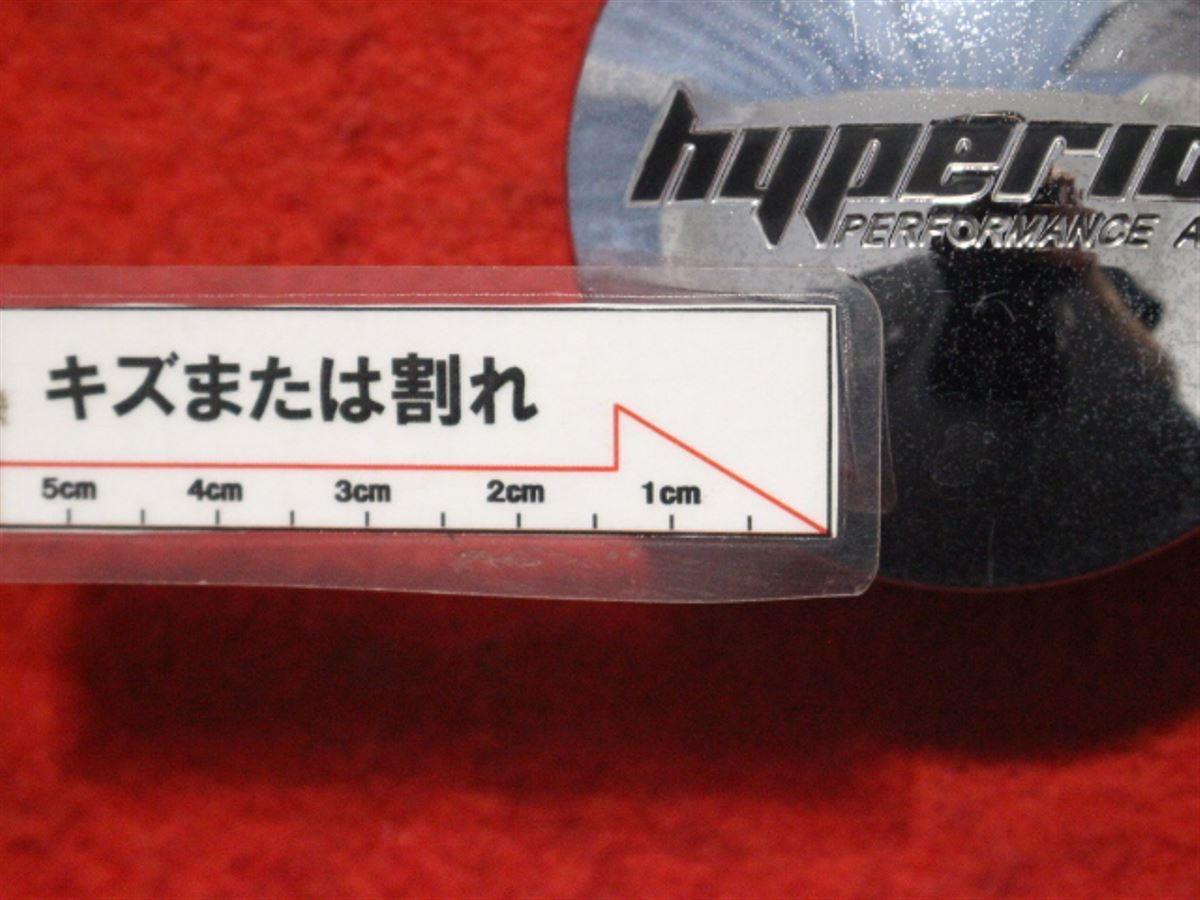 hyperio
PERFORMANCE A
キズまたは割れ
5cm 4cm 3cm 2cm 1cm